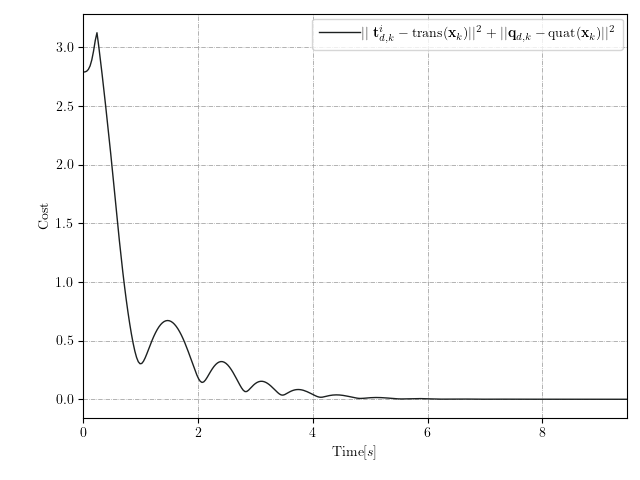 || t^i_{d,k} − trans(x_k)||^2 + ||q_{d,k} − quat(x_k)||^2
3.0
2.5
2.0
1.5
1.0
0.5
0.0
Cost
0 2 4 6 8
Time[s]